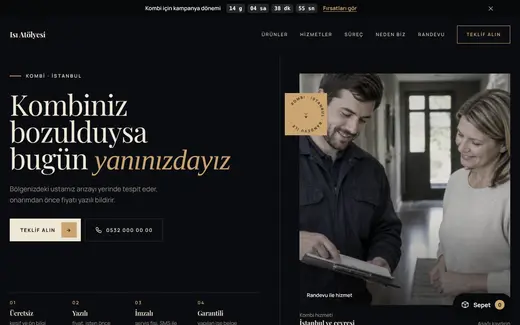 Kombi için kampanya dönemi 14 g 04 sa 38 dk 55 sn Fırsatları gör
Isı Atölyesi
ÜRÜNLER HİZMETLER SÜREÇ NEDEN BİZ RANDEVU TEKLİF ALIN
KOMBİ · İSTANBUL
Kombiniz
bozulduysa
bugün yanınızdayız
Bölgenizdeki ustamız arızayı yerinde tespit eder,
onarımdan önce fiyatı yazılı bildirir.
TEKLİF ALIN
0532 000 00 00
Randevu ile hizmet
01 02 03 04
Ücretsiz Yazılı İmzalı Garantili
Kombi servisi
İstanbul ve çevresi
Sepet 0